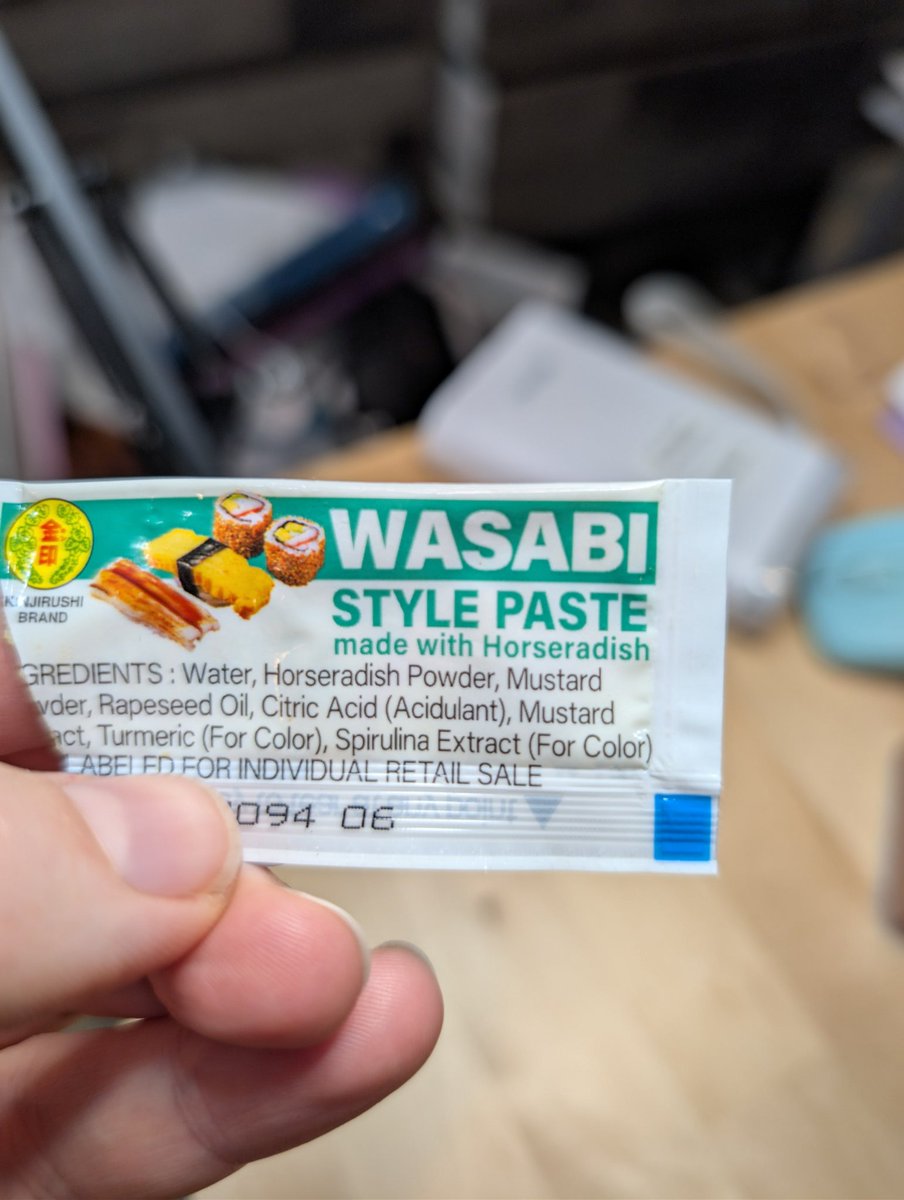 金印
KINJIRUSHI
BRAND
WASABI
STYLE PASTE
made with Horseradish
GREDIENTS : Water, Horseradish Powder, Mustard
wder, Rapeseed Oil, Citric Acid (Acidulant), Mustard
act, Turmeric (For Color), Spirulina Extract (For Color)
LABELED FOR INDIVIDUAL RETAIL SALE
094 06